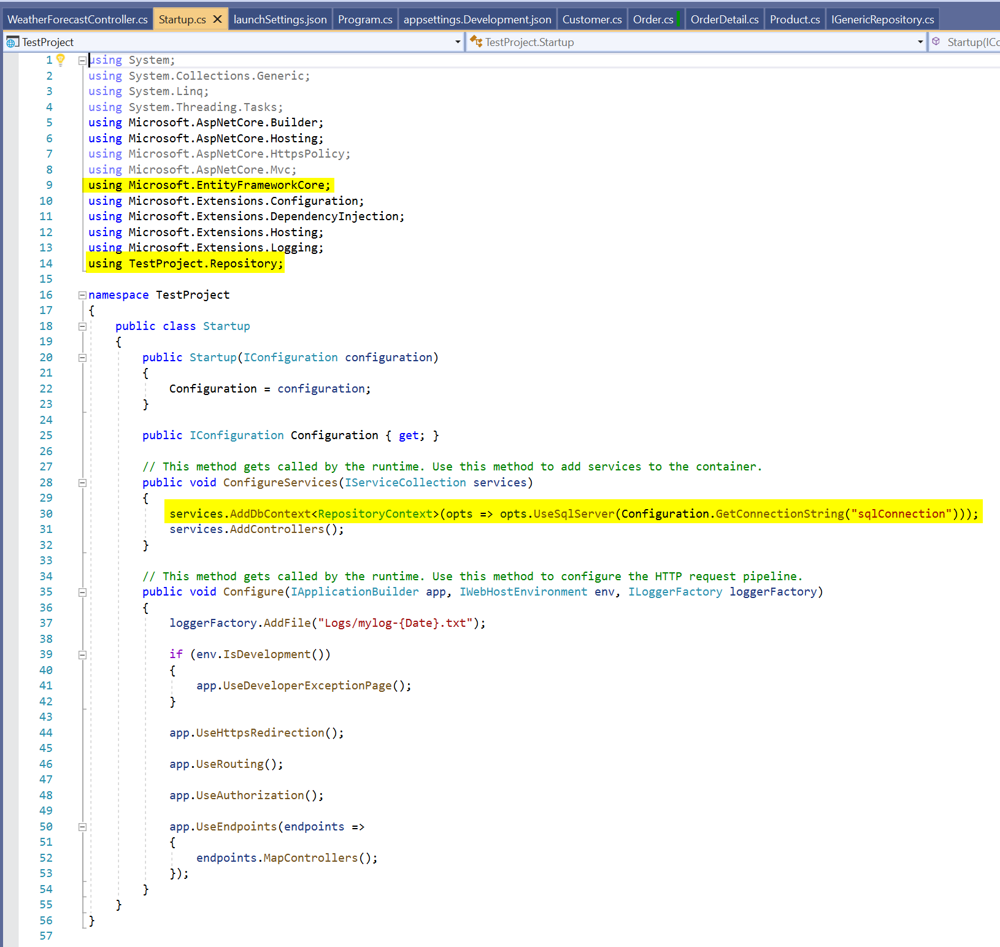 WeatherForecastController.cs Startup.cs launchSettings.json Program.cs appsettings.Development.json Customer.cs Order.cs OrderDetail.cs Product.cs IGenericRepository.cs
TestProject TestProject.Startup Startup(ICo
1 using System;
2 using System.Collections.Generic;
3 using System.Linq;
4 using System.Threading.Tasks;
5 using Microsoft.AspNetCore.Builder;
6 using Microsoft.AspNetCore.Hosting;
7 using Microsoft.AspNetCore.HttpsPolicy;
8 using Microsoft.AspNetCore.Mvc;
9 using Microsoft.EntityFrameworkCore;
10 using Microsoft.Extensions.Configuration;
11 using Microsoft.Extensions.DependencyInjection;
12 using Microsoft.Extensions.Hosting;
13 using Microsoft.Extensions.Logging;
14 using TestProject.Repository;
15
16 namespace TestProject
17 {
18 public class Startup
19 {
20 public Startup(IConfiguration configuration)
21 {
22 Configuration = configuration;
23 }
24
25 public IConfiguration Configuration { get; }
26
27 // This method gets called by the runtime. Use this method to add services to the container.
28 public void ConfigureServices(IServiceCollection services)
29 {
30 services.AddDbContext<RepositoryContext>(opts => opts.UseSqlServer(Configuration.GetConnectionString("sqlConnection")));
31 services.AddControllers();
32 }
33
34 // This method gets called by the runtime. Use this method to configure the HTTP request pipeline.
35 public void Configure(IApplicationBuilder app, IWebHostEnvironment env, ILoggerFactory loggerFactory)
36 {
37 loggerFactory.AddFile("Logs/mylog-{Date}.txt");
38
39 if (env.IsDevelopment())
40 {
41 app.UseDeveloperExceptionPage();
42 }
43
44 app.UseHttpsRedirection();
45
46 app.UseRouting();
47
48 app.UseAuthorization();
49
50 app.UseEndpoints(endpoints =>
51 {
52 endpoints.MapControllers();
53 });
54 }
55 }
56 }
57